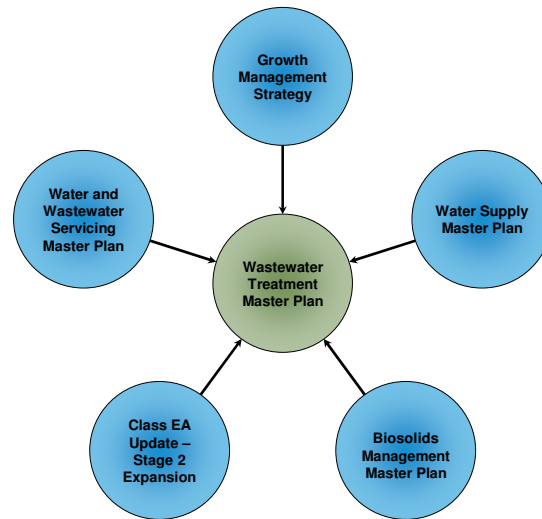 Growth
Management
Strategy
Water and
Wastewater
Servicing
Master Plan
Water Supply
Master Plan
Wastewater
Treatment
Master Plan
Class EA
Update –
Stage 2
Expansion
Biosolids
Management
Master Plan